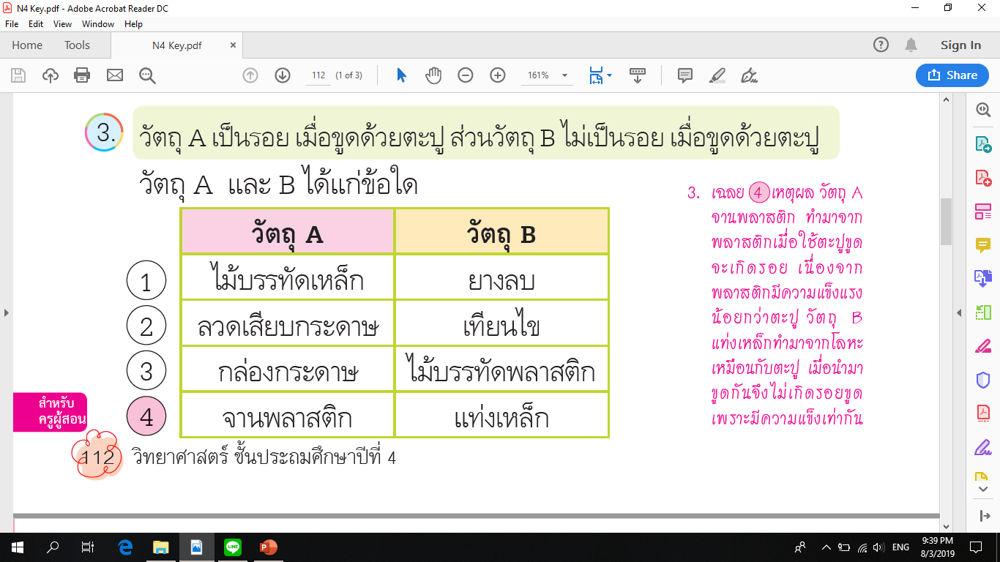 N4 Key.pdf - Adobe Acrobat Reader DC
File Edit View Window Help
Home Tools N4 Key.pdf × Sign In
112 (1 of 3) 161% Share
3. วัตถุ A เป็นรอย เมื่อขูดด้วยตะปู ส่วนวัตถุ B ไม่เป็นรอย เมื่อขูดด้วยตะปู
วัตถุ A และ B ได้แก่ข้อใด
วัตถุ A วัตถุ B
1 ไม้บรรทัดเหล็ก ยางลบ
2 ลวดเสียบกระดาษ เทียนไข
3 กล่องกระดาษ ไม้บรรทัดพลาสติก
4 จานพลาสติก แท่งเหล็ก
3. เฉลย 4 เหตุผล วัตถุ A
จานพลาสติก ทำมาจาก
พลาสติกเมื่อใช้ตะปูขูด
จะเกิดรอย เนื่องจาก
พลาสติกมีความแข็งแรง
น้อยกว่าตะปู วัตถุ B
แท่งเหล็กทำมาจากโลหะ
เหมือนกับตะปู เมื่อนำมา
ขูดกันจึงไม่เกิดรอยขูด
เพราะมีความแข็งเท่ากัน
สำหรับ
ครูผู้สอน
112 วิทยาศาสตร์ ชั้นประถมศึกษาปีที่ 4
LINE ENG 9:39 PM
8/3/2019